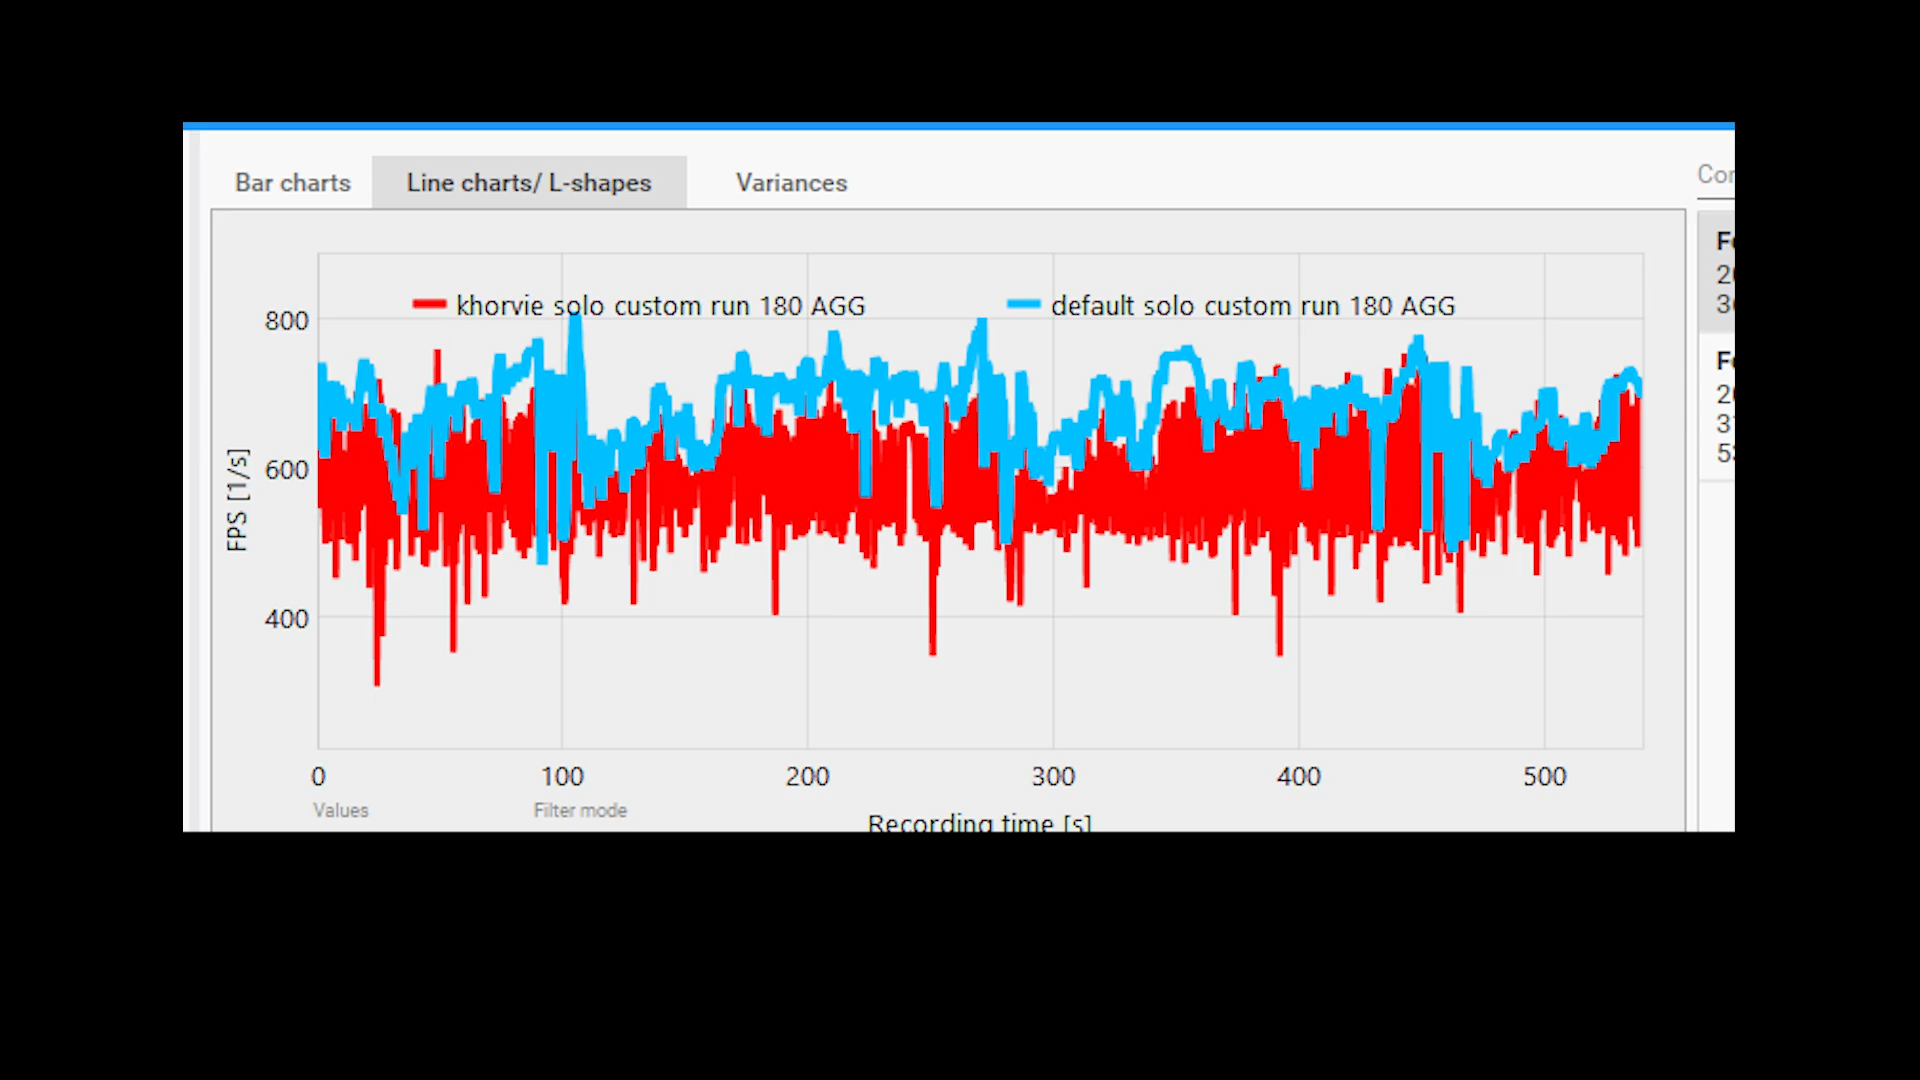 Bar charts Line charts/ L-shapes Variances
khorvie solo custom run 180 AGG default solo custom run 180 AGG
800
600
400
FPS [1/s]
0 100 200 300 400 500
Values Filter mode
Recording time [s]